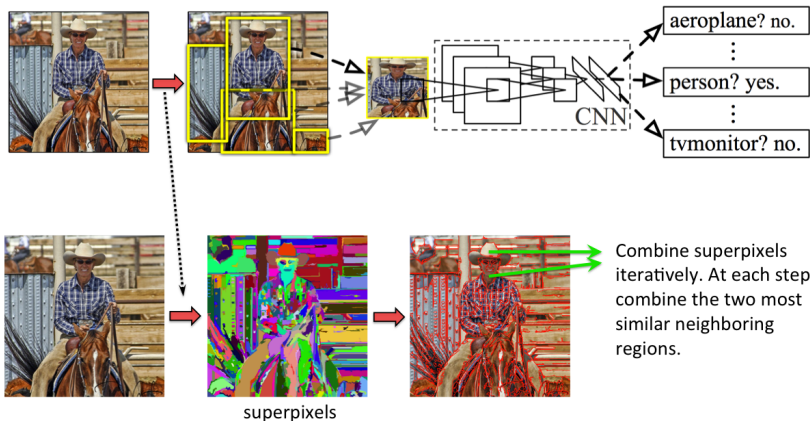 aeroplane? no.
person? yes.
CNN
tvmonitor? no.
Combine superpixels
iteratively. At each step
combine the two most
similar neighboring
regions.
superpixels